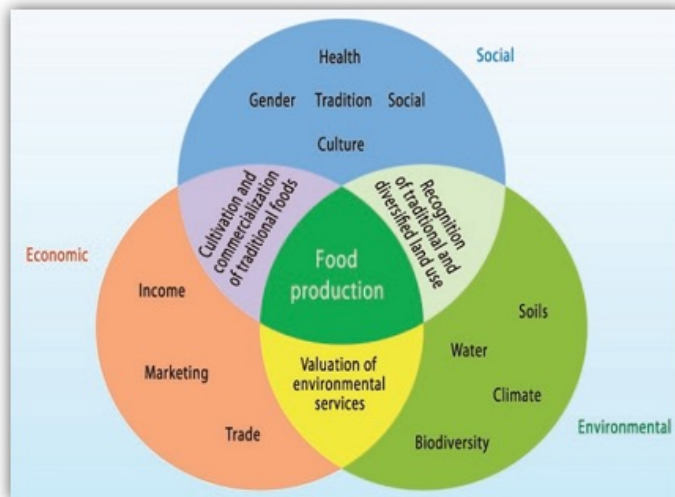 Health
Social
Gender Tradition Social
Culture
Cultivation and
commercialization
of traditional foods
Recognition
of traditional and
diversified land use
Economic
Food
production
Income
Soils
Water
Marketing
Valuation of
environmental
services
Climate
Trade
Biodiversity
Environmental